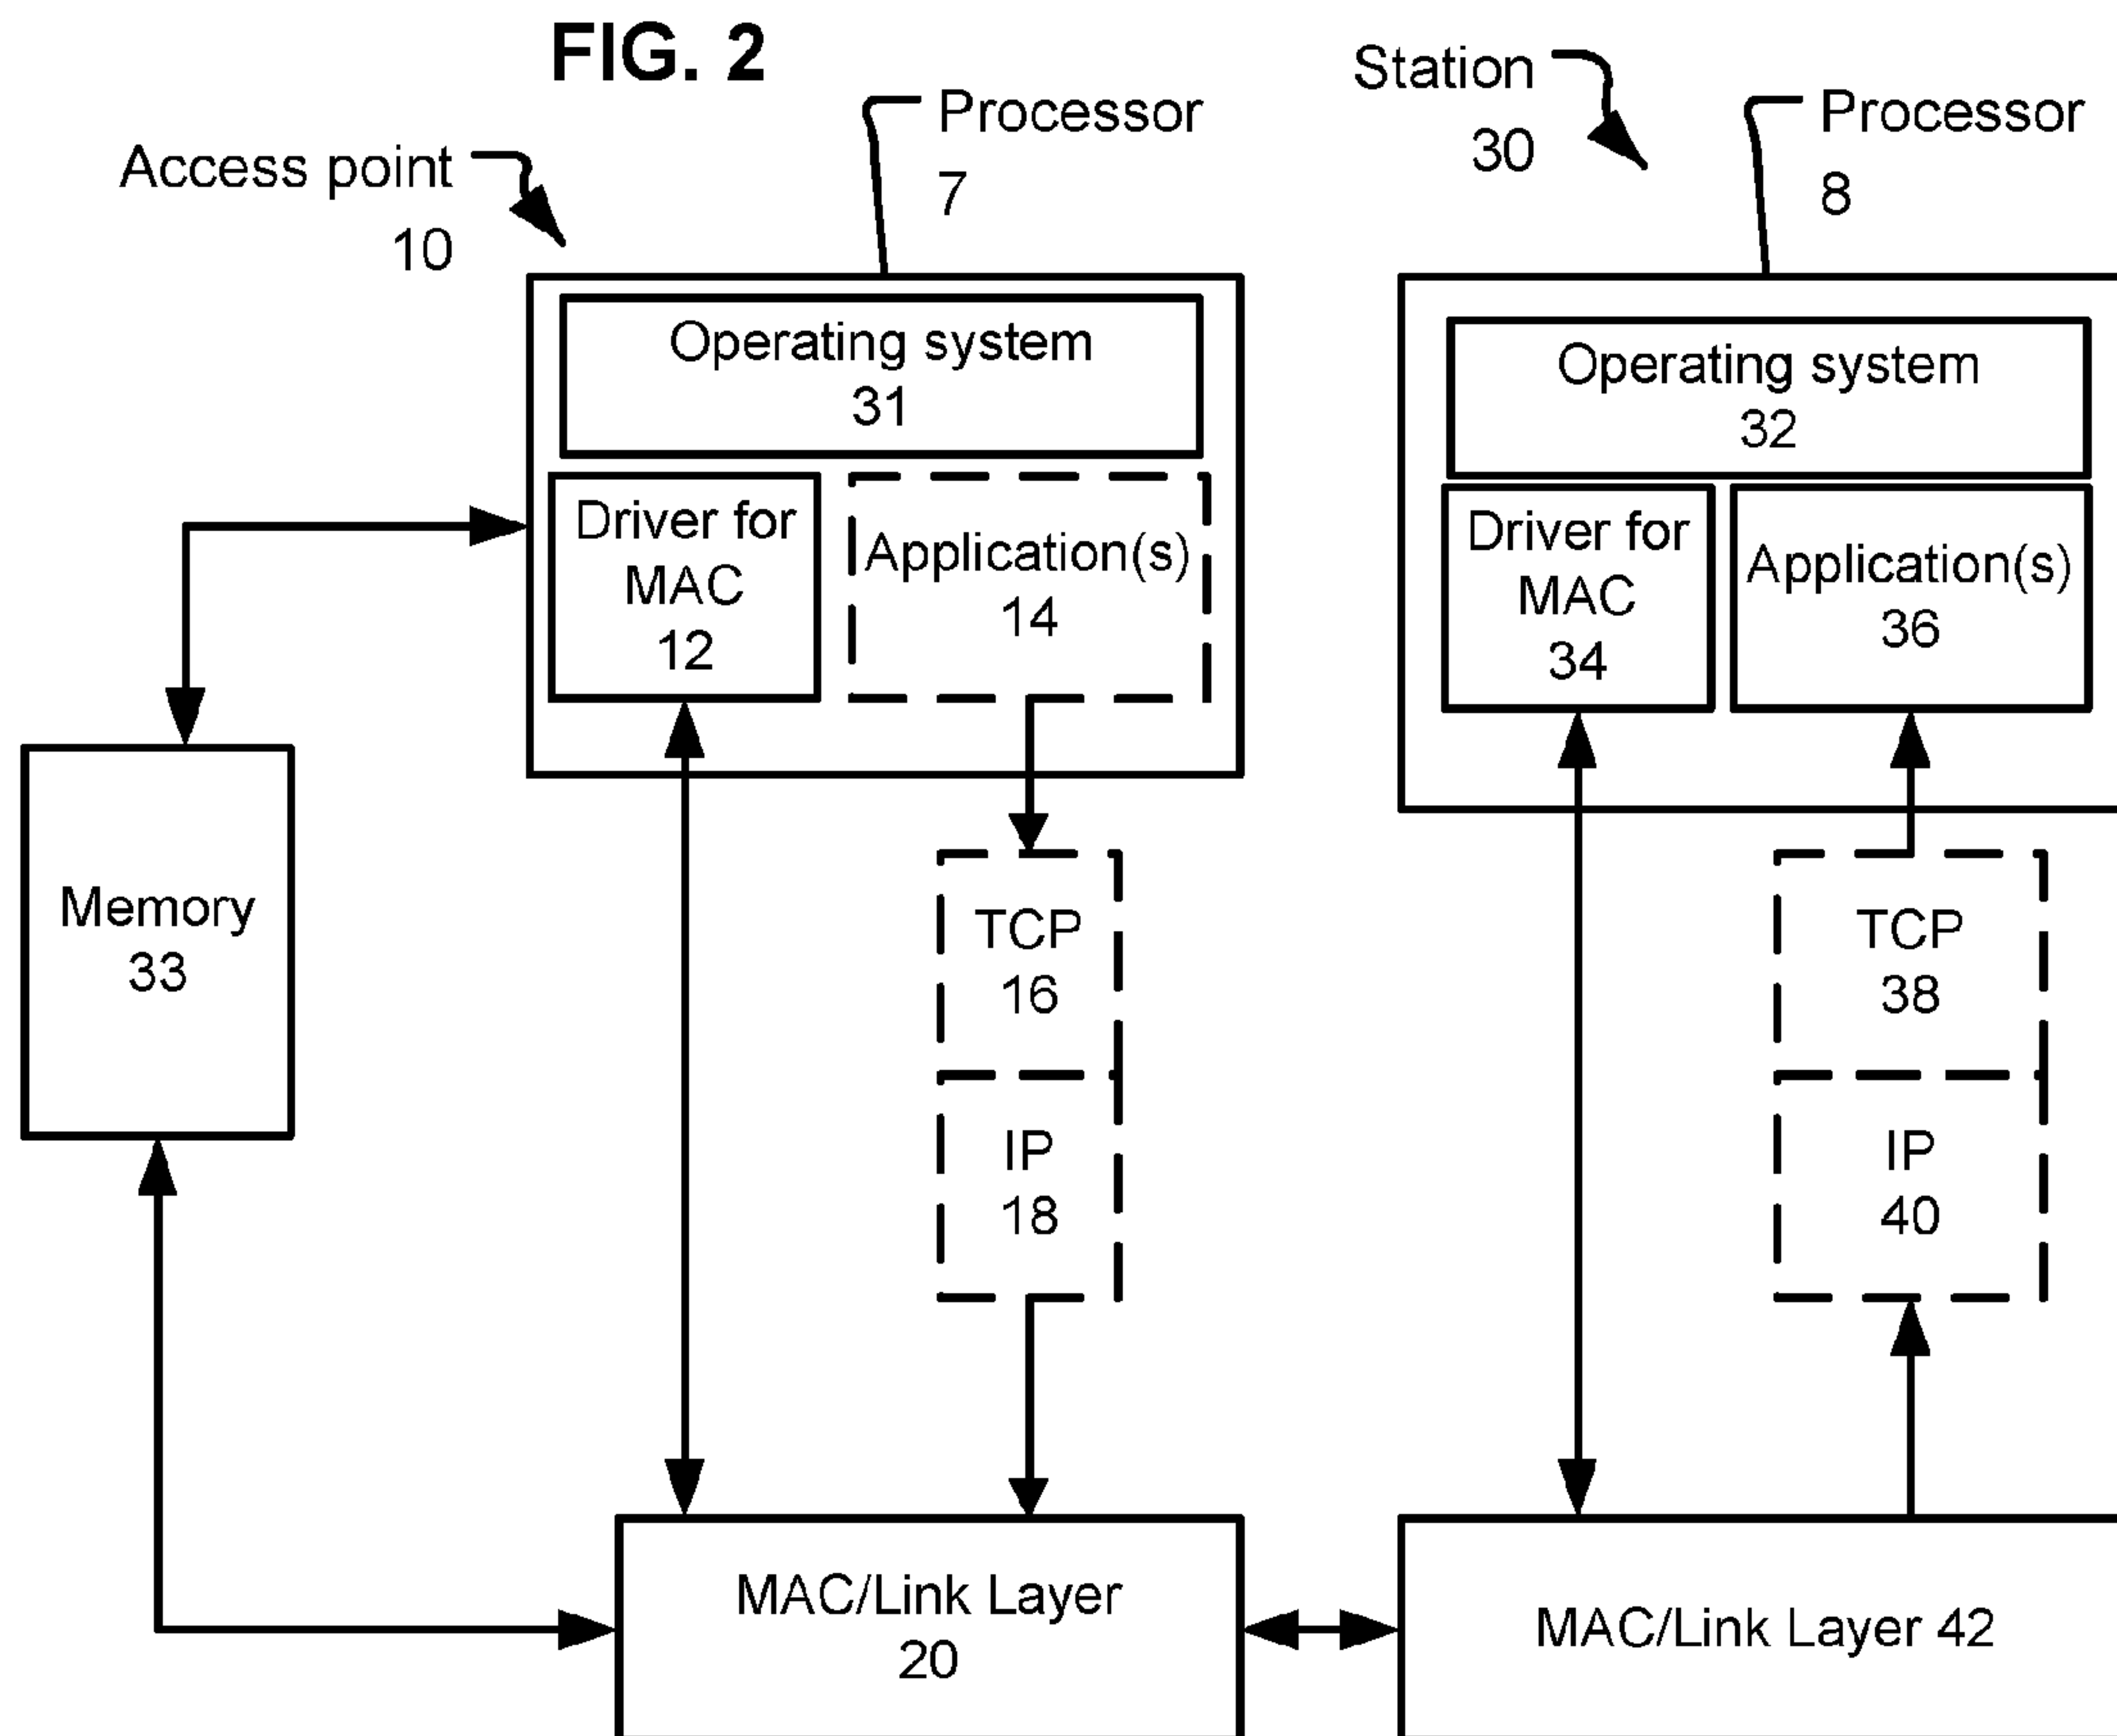 FIG. 2
Access point
10
Processor
7
Station
30
Processor
8
Operating system
31
Driver for
MAC
12
Application(s)
14
Operating system
32
Driver for
MAC
34
Application(s)
36
Memory
33
TCP
16
IP
18
TCP
38
IP
40
MAC/Link Layer
20
MAC/Link Layer 42